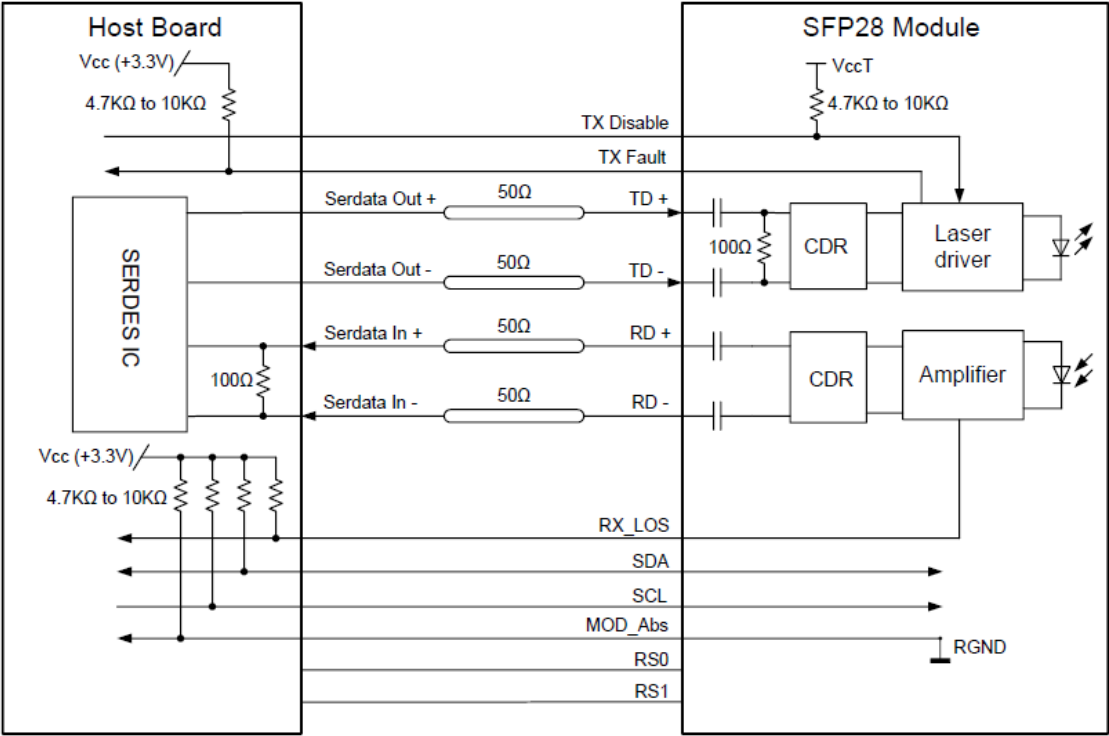 Host Board
SFP28 Module
Vcc (+3.3V)
VccT
4.7KΩ to 10KΩ
4.7KΩ to 10KΩ
TX Disable
TX Fault
Serdata Out +
50Ω
TD +
SERDES IC
100Ω
CDR
Laser
driver
Serdata Out -
50Ω
TD -
Serdata In +
50Ω
RD +
100Ω
CDR
Amplifier
Serdata In -
50Ω
RD -
Vcc (+3.3V)
4.7KΩ to 10KΩ
RX_LOS
SDA
SCL
MOD_Abs
RGND
RS0
RS1